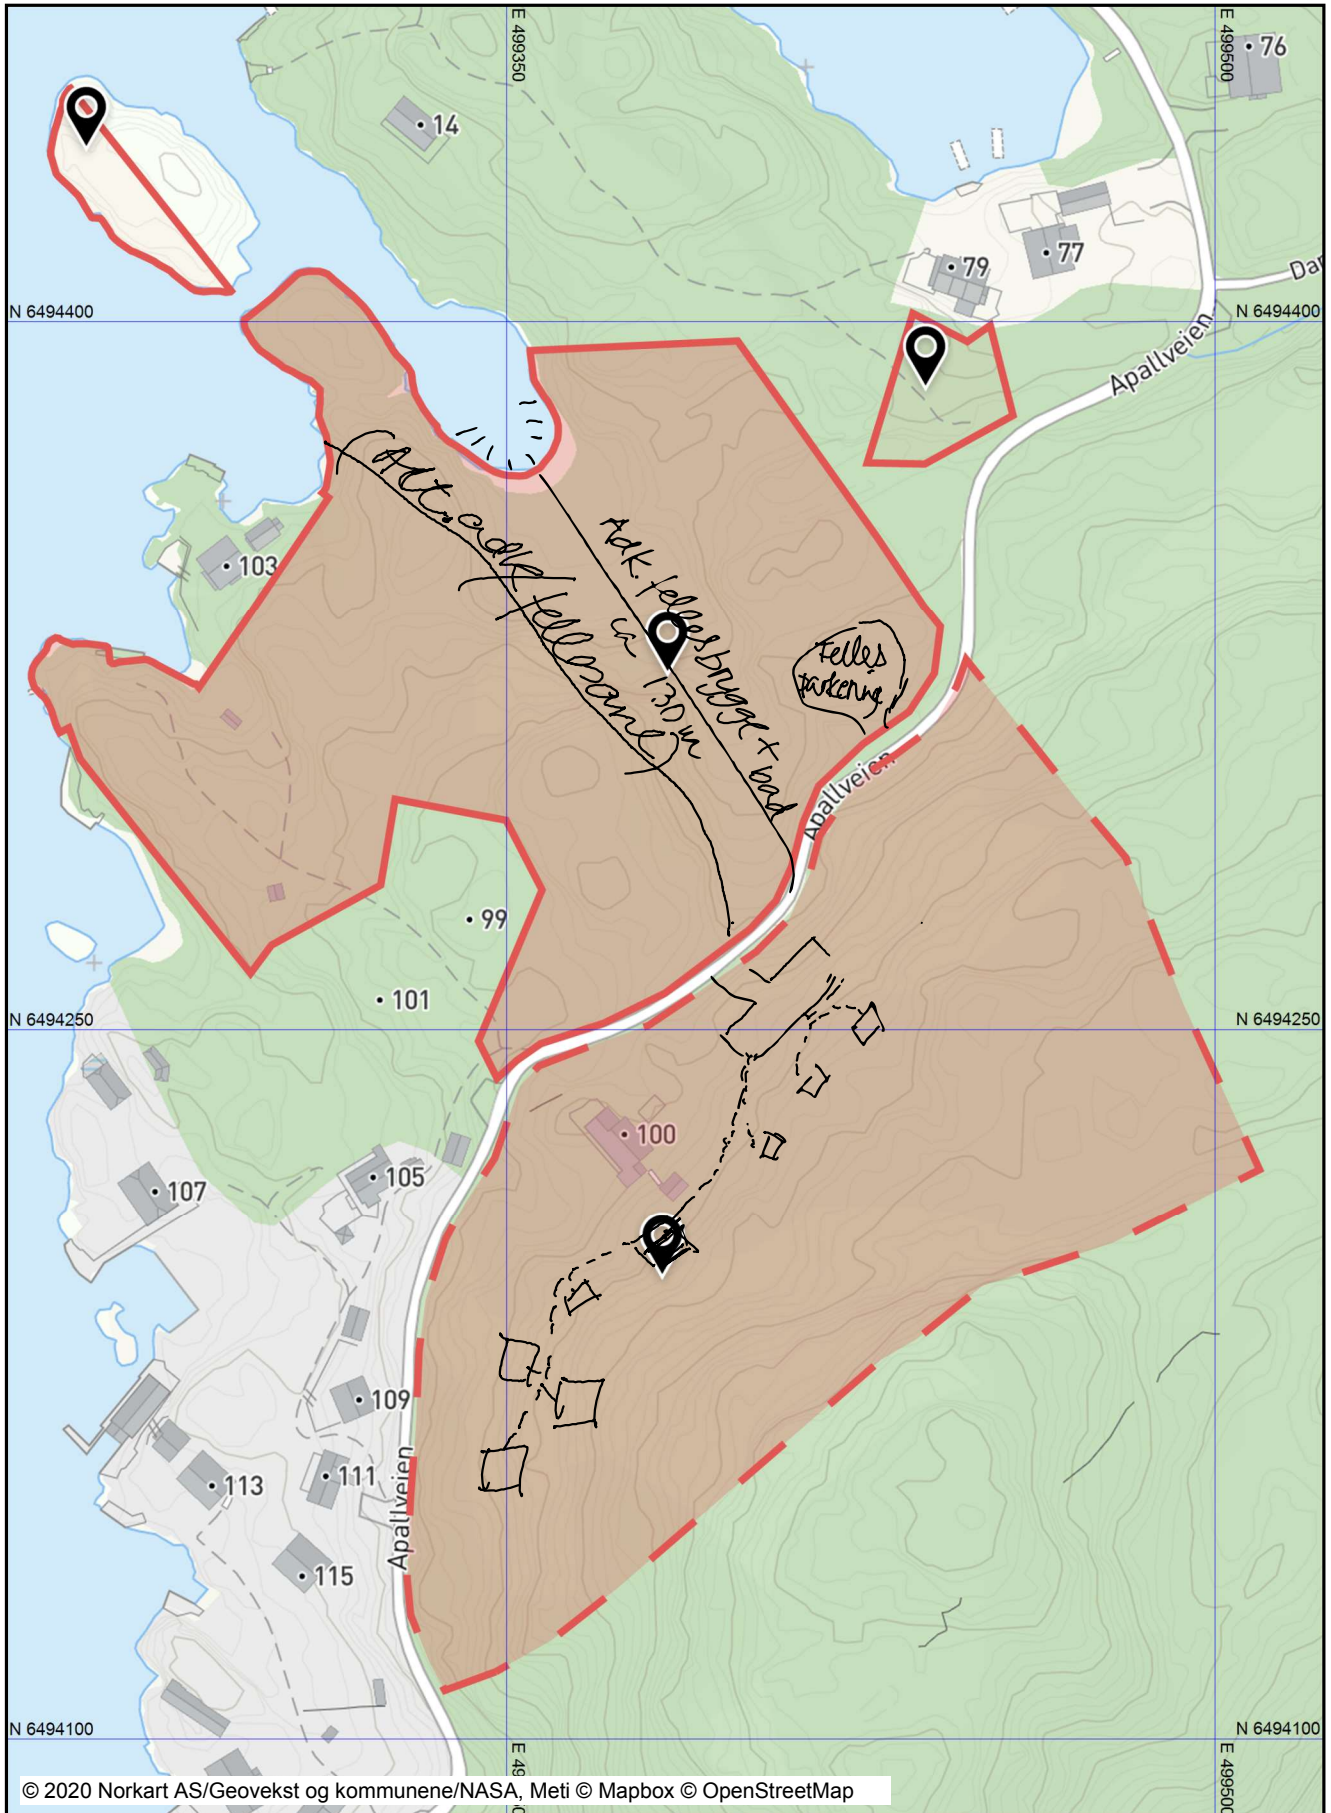 E 499350
E 499500
76
14
77
79
Dar
N 6494400
N 6494400
Apallveien
(Alt. adk fellesareal)
Adk. fellesbrygge + bad
ca 130 m
Felles
parkering
103
Apallveien
99
101
N 6494250
N 6494250
100
105
107
109
111
113
Apallveien
115
N 6494100
N 6494100
E 499500
© 2020 Norkart AS/Geovekst og kommunene/NASA, Meti © Mapbox © OpenStreetMap